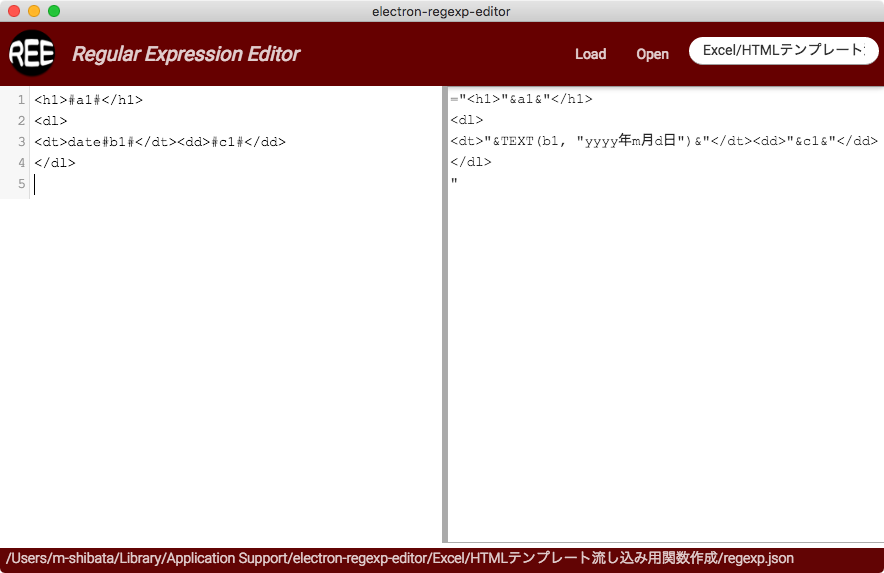 electron-regexp-editor
REE Regular Expression Editor Load Open Excel/HTMLテンプレート
1 <h1>#a1#</h1>
2 <dl>
3 <dt>date#b1#</dt><dd>#c1#</dd>
4 </dl>
5
="<h1>"&a1&"</h1>
<dl>
<dt>"&TEXT(b1, "yyyy年m月d日")&"</dt><dd>"&c1&"</dd>
</dl>
"
/Users/m-shibata/Library/Application Support/electron-regexp-editor/Excel/HTMLテンプレート流し込み用関数作成/regexp.json